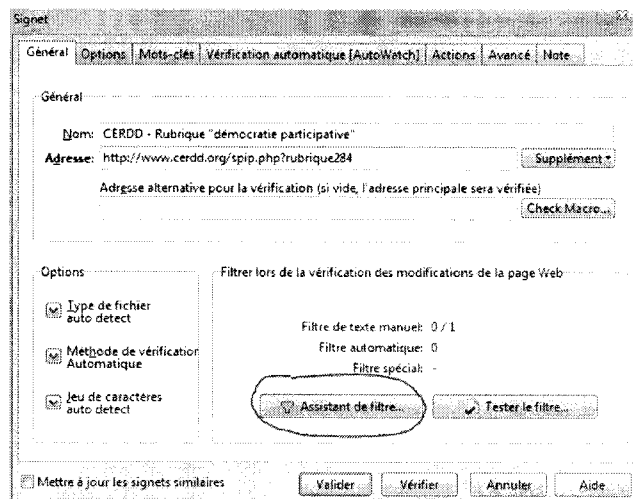 Signet
Général Options Mots-clés Vérification automatique [AutoWatch] Actions Avancé Note
Général
Nom: CERDD - Rubrique "démocratie participative"
Adresse: http://www.cerdd.org/spip.php?rubrique284 Supplément
Adresse alternative pour la vérification (si vide, l'adresse principale sera vérifiée)
Check Macro...
Options
Filtrer lors de la vérification des modifications de la page Web
Type de fichier
auto detect
Méthode de vérification
Automatique
Jeu de caractères
auto detect
Filtre de texte manuel: 0 / 1
Filtre automatique: 0
Filtre spécial: -
Assistant de filtre... Tester le filtre...
Mettre à jour les signets similaires Valider Vérifier Annuler Aide